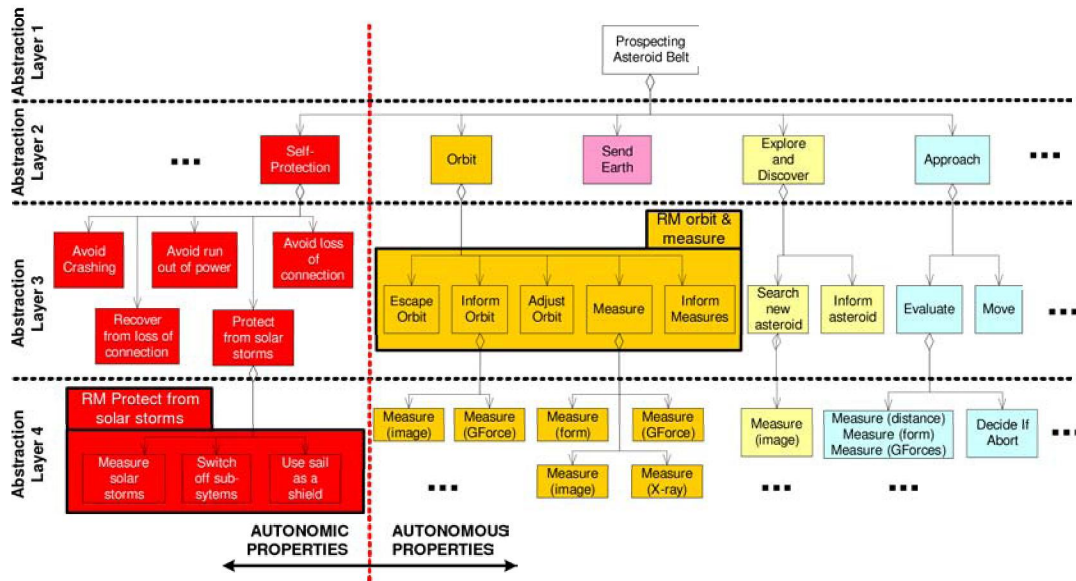 Abstraction
Layer 1
Prospecting
Asteroid Belt
Abstraction
Layer 2
Self-
Protection
Orbit
Send
Earth
Explore
and
Discover
Approach
Abstraction
Layer 3
Avoid
Crashing
Avoid run
out of power
Avoid loss
of
connection
Recover
from loss of
connection
Protect
from solar
storms
RM orbit &
measure
Escape
Orbit
Inform
Orbit
Adjust
Orbit
Measure
Inform
Measures
Search
new
asteroid
Inform
asteroid
Evaluate
Move
Abstraction
Layer 4
RM Protect from
solar storms
Measure
solar
storms
Switch
off sub-
sytems
Use sail
as a
shield
Measure
(image)
Measure
(GForce)
Measure
(form)
Measure
(GForce)
Measure
(image)
Measure
(X-ray)
Measure
(image)
Measure (distance)
Measure (form)
Measure (GForces)
Decide If
Abort
AUTONOMIC
PROPERTIES
AUTONOMOUS
PROPERTIES